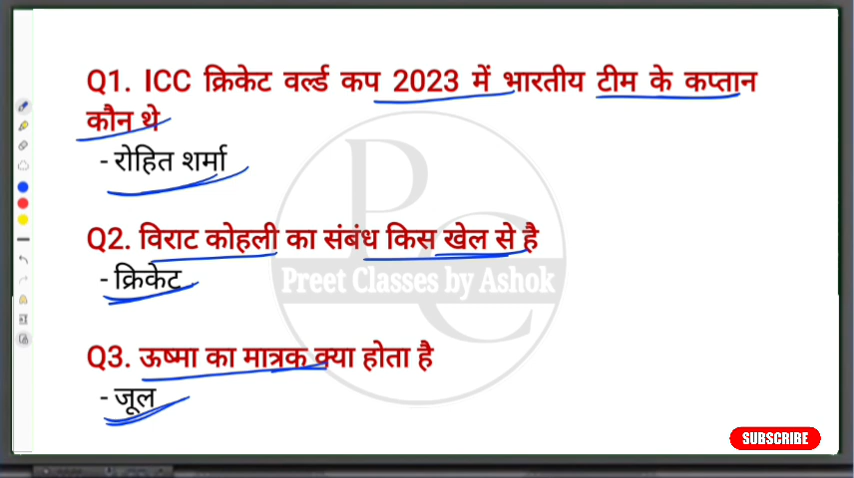 Q1. ICC क्रिकेट वर्ल्ड कप 2023 में भारतीय टीम के कप्तान
कौन थे
- रोहित शर्मा
Q2. विराट कोहली का संबंध किस खेल से है
- क्रिकेट
Preet Classes by Ashok
Q3. ऊष्मा का मात्रक क्या होता है
- जूल
SUBSCRIBE